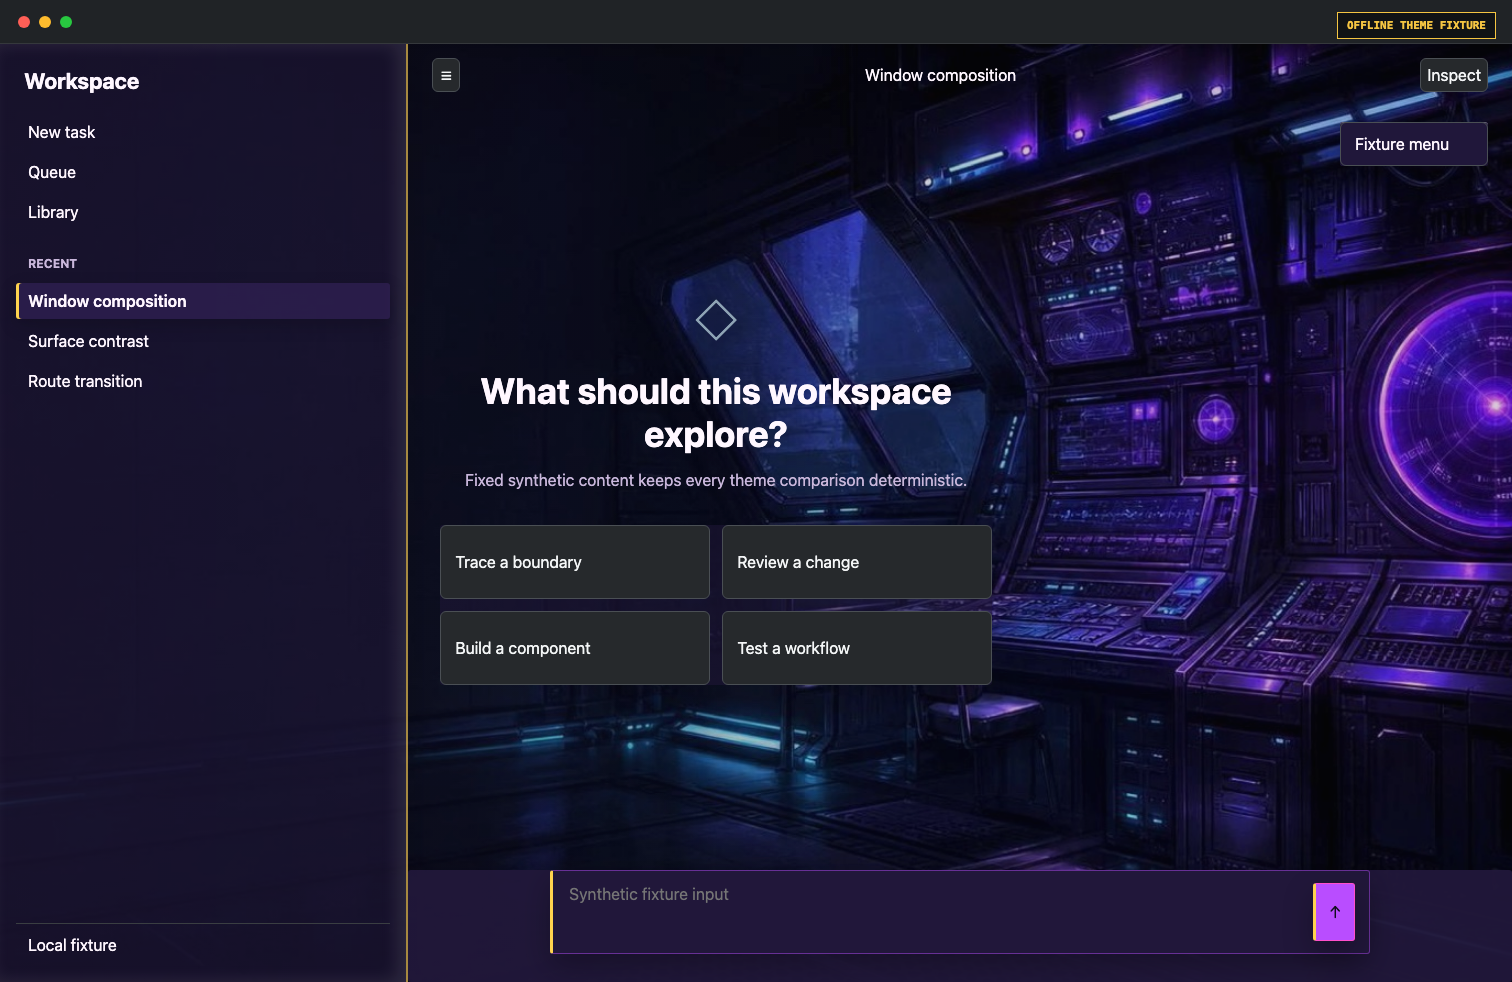 OFFLINE THEME FIXTURE
Workspace
New task
Queue
Library
RECENT
Window composition
Surface contrast
Route transition
Local fixture
Window composition
Inspect
Fixture menu
What should this workspace
explore?
Fixed synthetic content keeps every theme comparison deterministic.
Trace a boundary
Review a change
Build a component
Test a workflow
Synthetic fixture input